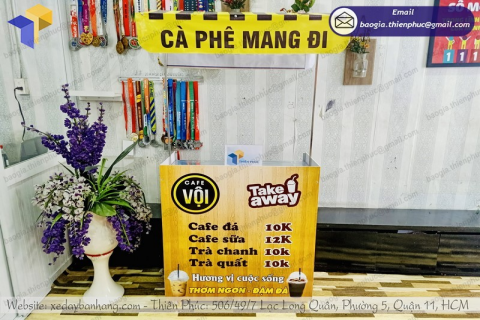 Email
baogia.thienphuc@gmail.com
CÀ PHÊ MANG ĐI
CAFE
VỘI
Take
away
Cafe đá 10K
Cafe sữa 12K
Trà chanh 10k
Trà quất 10k
Hương vị cuộc sống
THƠM NGON - ĐẬM ĐÀ
Website: xedaybanhang.com - Thiên Phúc: 506/49/7 Lạc Long Quân, Phường 5, Quận 11, HCM